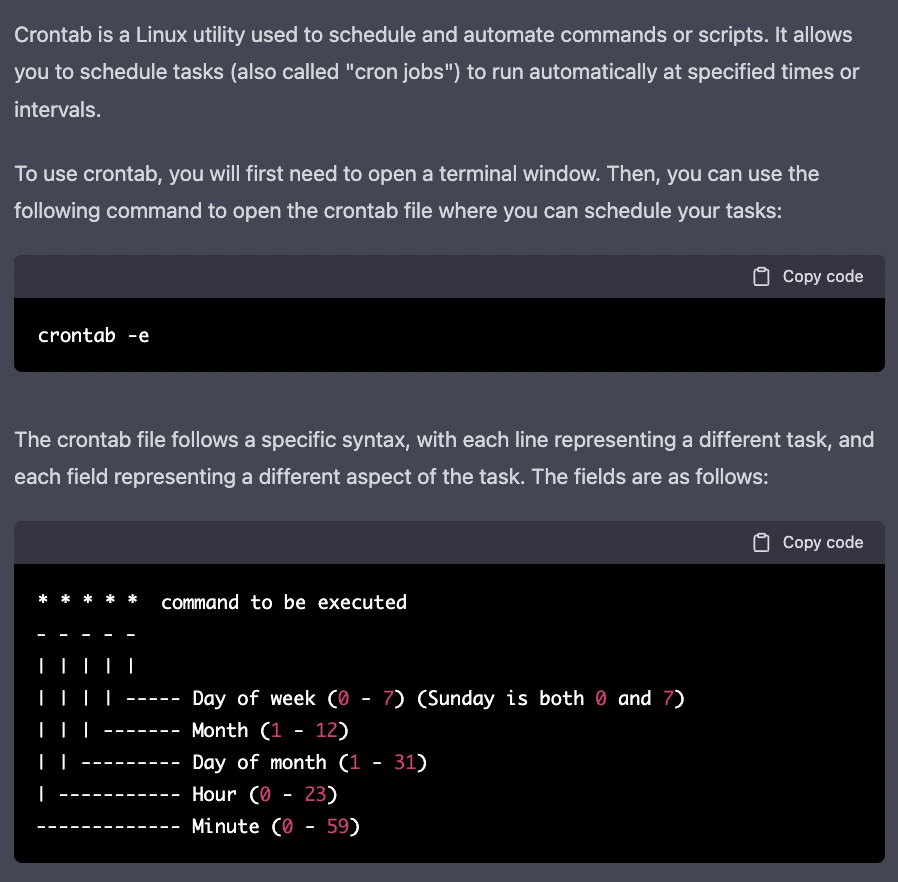 Crontab is a Linux utility used to schedule and automate commands or scripts. It allows
you to schedule tasks (also called "cron jobs") to run automatically at specified times or
intervals.
To use crontab, you will first need to open a terminal window. Then, you can use the
following command to open the crontab file where you can schedule your tasks:
Copy code
crontab -e
The crontab file follows a specific syntax, with each line representing a different task, and
each field representing a different aspect of the task. The fields are as follows:
Copy code
* * * * *  command to be executed
- - - - -
| | | | |
| | | | ----- Day of week (0 - 7) (Sunday is both 0 and 7)
| | | ------- Month (1 - 12)
| | --------- Day of month (1 - 31)
| ----------- Hour (0 - 23)
------------- Minute (0 - 59)